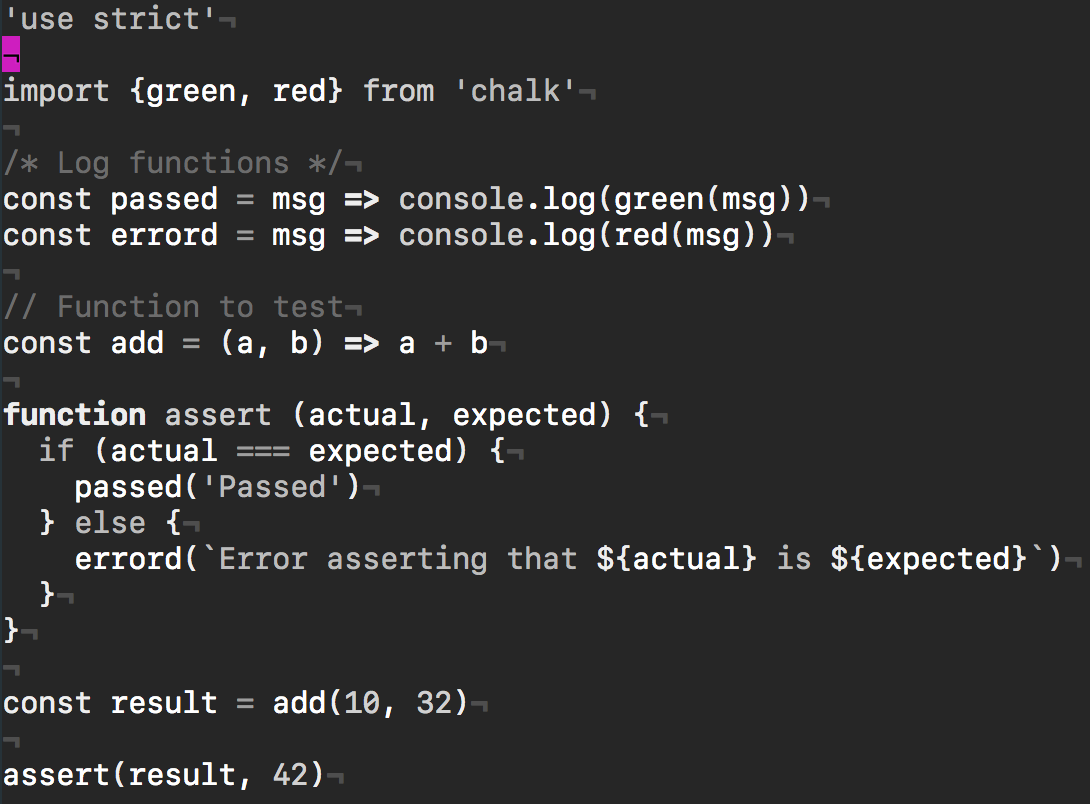 'use strict'¬
¬
import {green, red} from 'chalk'¬
¬
/* Log functions */¬
const passed = msg => console.log(green(msg))¬
const errord = msg => console.log(red(msg))¬
¬
// Function to test¬
const add = (a, b) => a + b¬
¬
function assert (actual, expected) {¬
  if (actual === expected) {¬
    passed('Passed')¬
  } else {¬
    errord(`Error asserting that ${actual} is ${expected}`)¬
  }¬
}¬
¬
const result = add(10, 32)¬
¬
assert(result, 42)¬